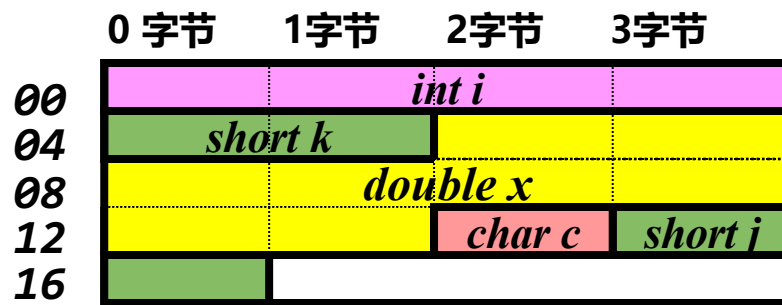 0 字节 1字节 2字节 3字节
00 int i
04 short k
08 double x
12 char c short j
16